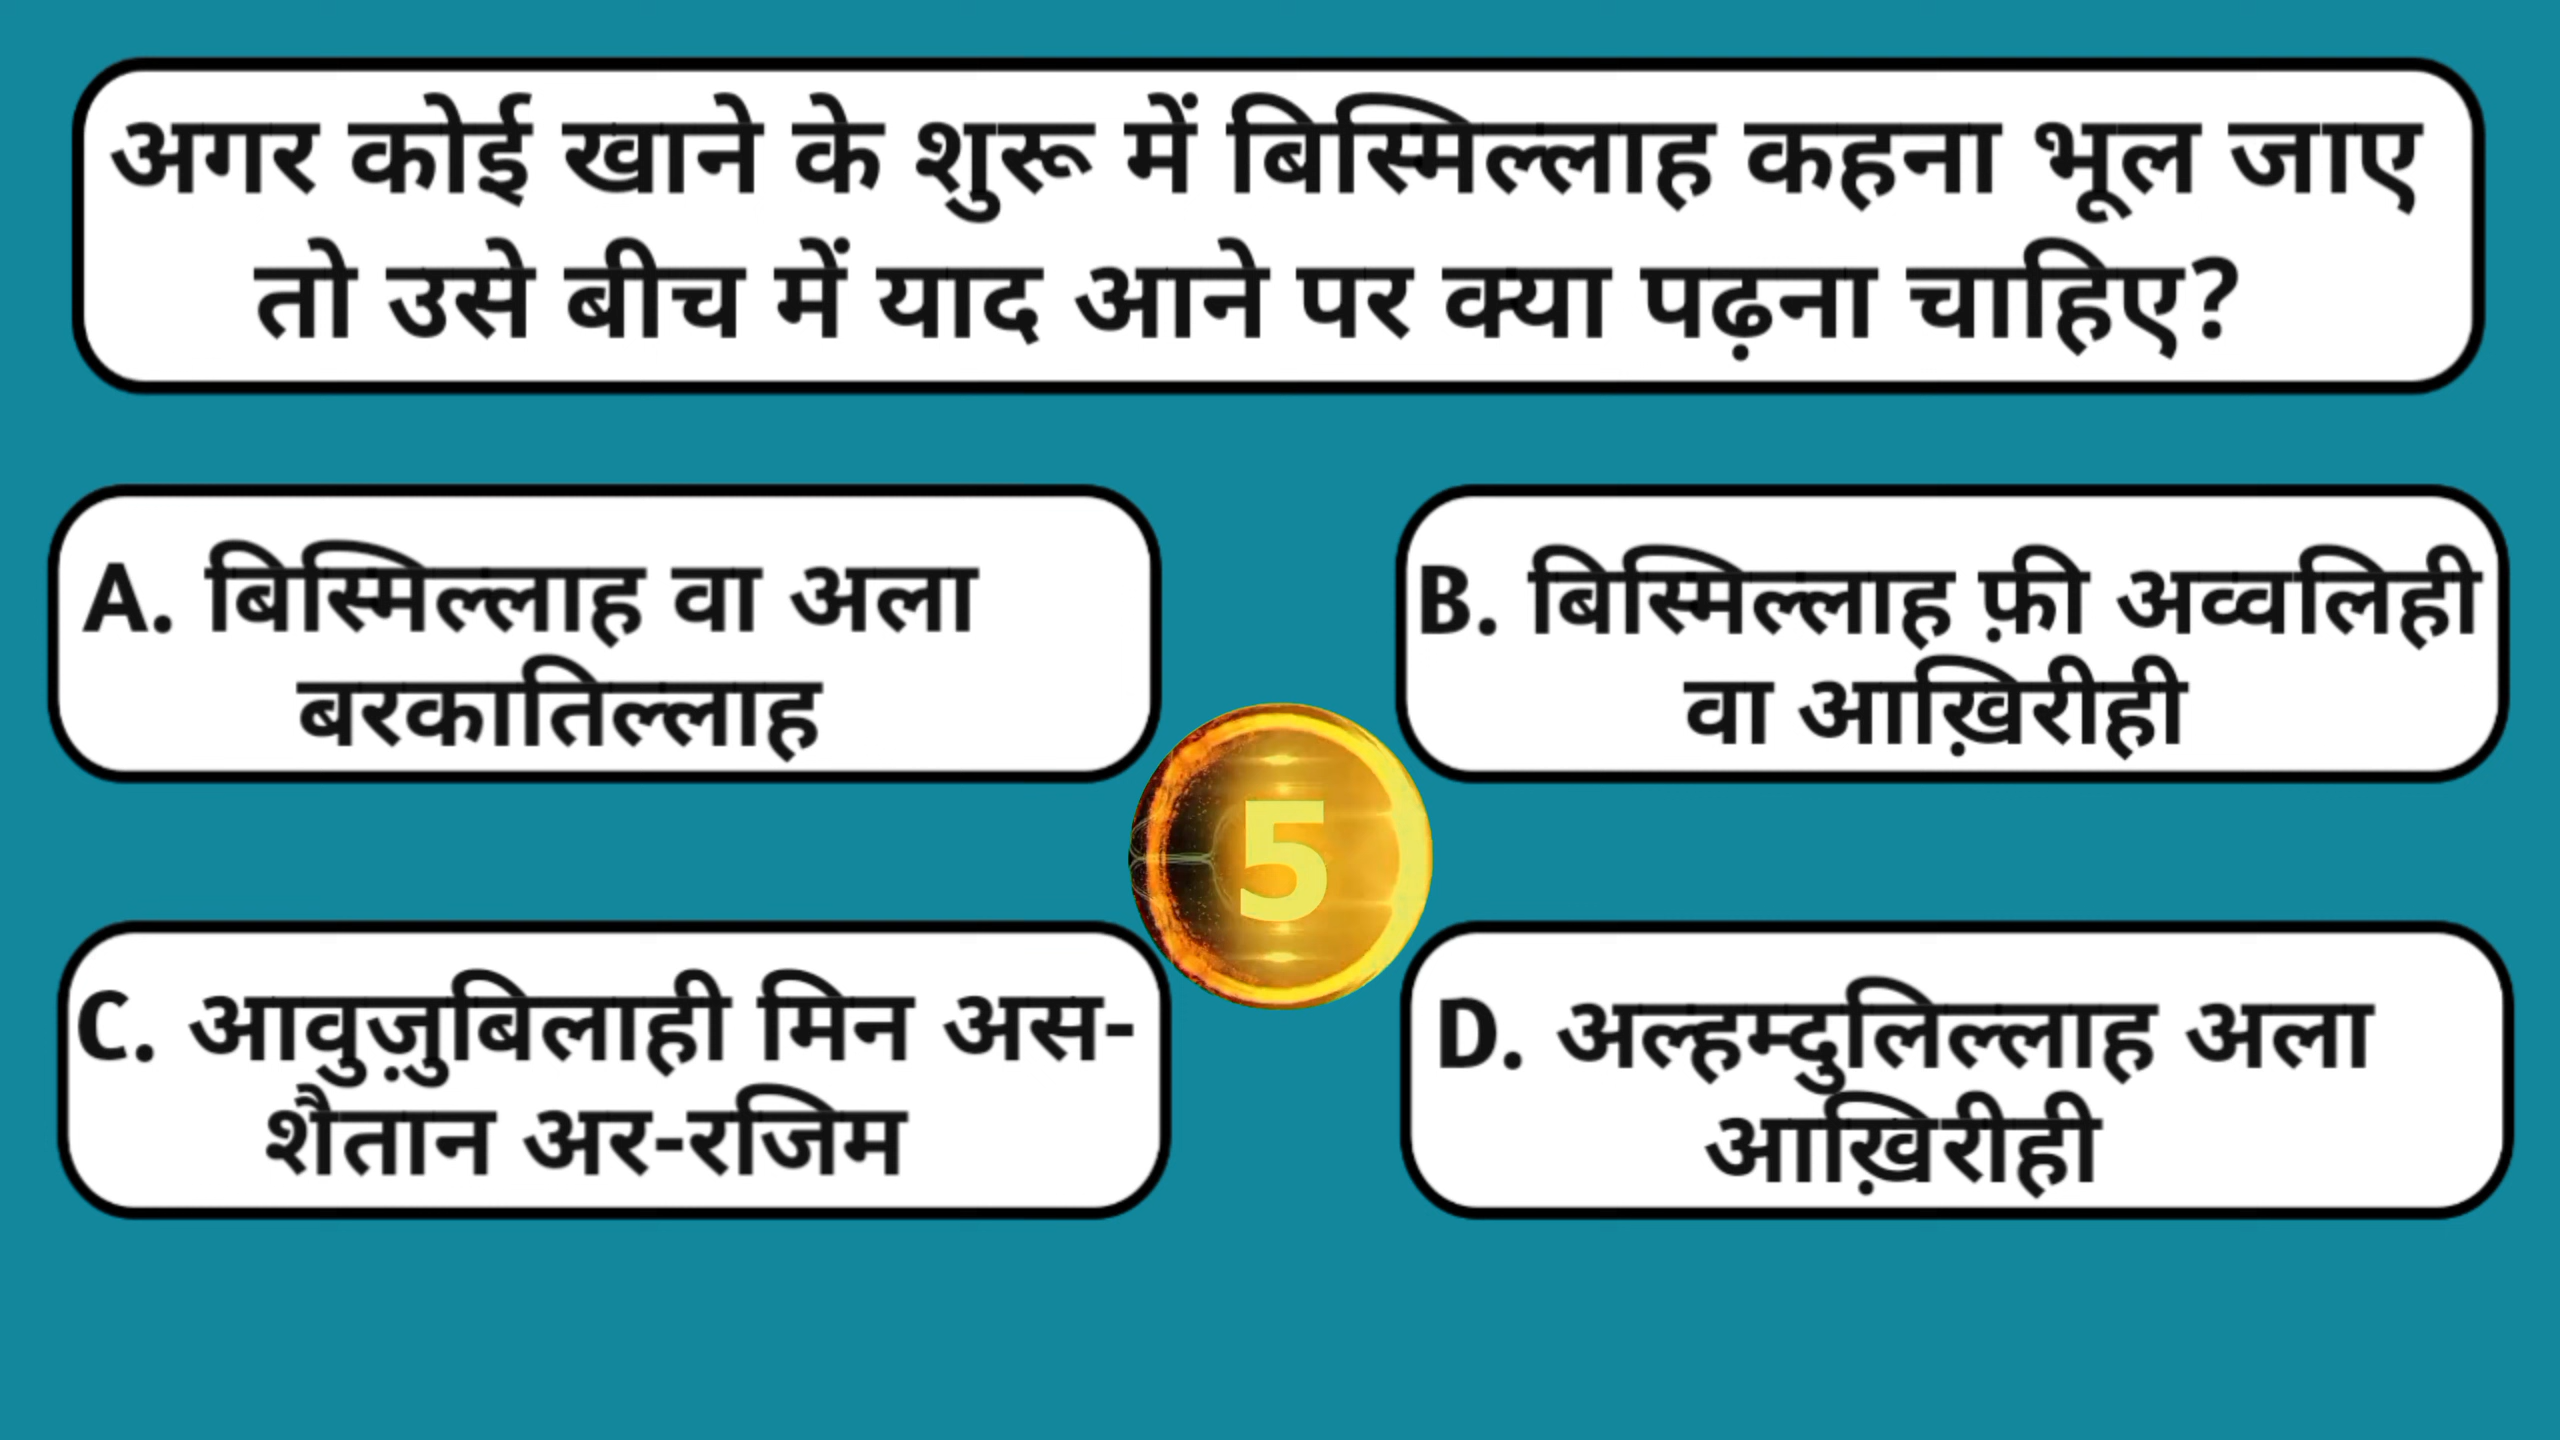 अगर कोई खाने के शुरू में बिस्मिल्लाह कहना भूल जाए
तो उसे बीच में याद आने पर क्या पढ़ना चाहिए?
A. बिस्मिल्लाह वा अला
बरकातिल्लाह
B. बिस्मिल्लाह फ़ी अव्वलिही
वा आख़िरीही
5
C. आवुज़ुबिलाही मिन अस-
शैतान अर-रजिम
D. अल्हम्दुलिल्लाह अला
आख़िरीही